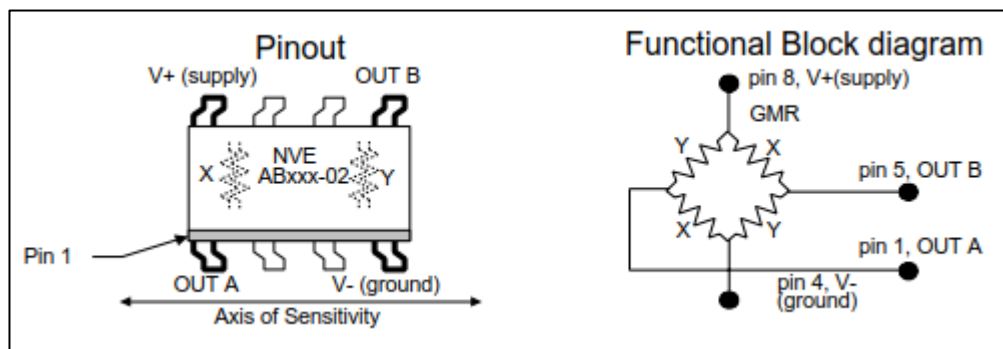 Pinout
V+ (supply)
OUT B
X
NVE
ABxxx-02
Y
Pin 1
OUT A
V- (ground)
Axis of Sensitivity
Functional Block diagram
pin 8, V+(supply)
GMR
Y
X
pin 5, OUT B
X
Y
pin 1, OUT A
pin 4, V-
(ground)